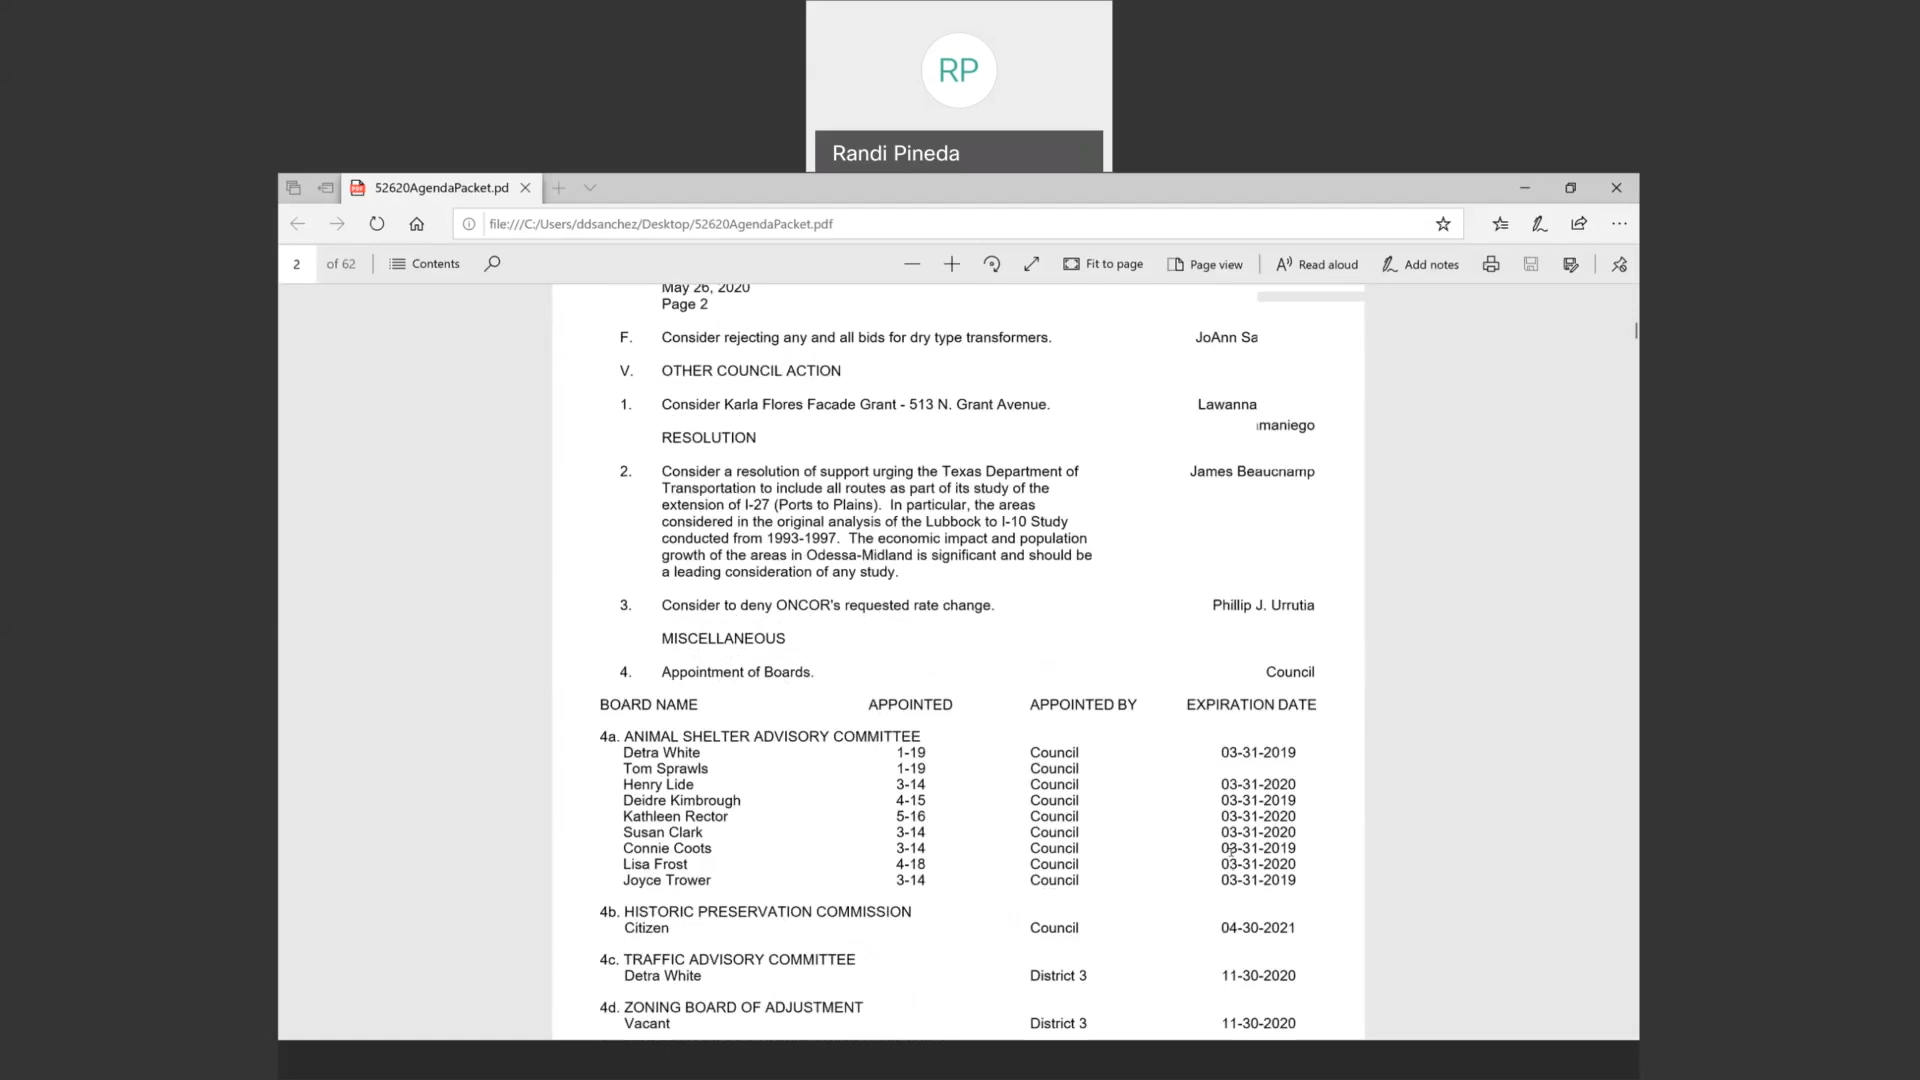 RP
Randi Pineda
52620AgendaPacket.pd
file:///C:/Users/ddsanchez/Desktop/52620AgendaPacket.pdf
2 of 62 Contents Fit to page Page view Read aloud Add notes
May 26, 2020
Page 2
F. Consider rejecting any and all bids for dry type transformers. JoAnn Sa
V. OTHER COUNCIL ACTION
1. Consider Karla Flores Facade Grant - 513 N. Grant Avenue. Lawanna
maniego
RESOLUTION
2. Consider a resolution of support urging the Texas Department of James Beaucnamp
Transportation to include all routes as part of its study of the
extension of I-27 (Ports to Plains). In particular, the areas
considered in the original analysis of the Lubbock to I-10 Study
conducted from 1993-1997. The economic impact and population
growth of the areas in Odessa-Midland is significant and should be
a leading consideration of any study.
3. Consider to deny ONCOR's requested rate change. Phillip J. Urrutia
MISCELLANEOUS
4. Appointment of Boards. Council
BOARD NAME APPOINTED APPOINTED BY EXPIRATION DATE
4a. ANIMAL SHELTER ADVISORY COMMITTEE
Detra White 1-19 Council 03-31-2019
Tom Sprawls 1-19 Council
Henry Lide 3-14 Council 03-31-2020
Deidre Kimbrough 4-15 Council 03-31-2019
Kathleen Rector 5-16 Council 03-31-2020
Susan Clark 3-14 Council 03-31-2020
Connie Coots 3-14 Council 03-31-2019
Lisa Frost 4-18 Council 03-31-2020
Joyce Trower 3-14 Council 03-31-2019
4b. HISTORIC PRESERVATION COMMISSION
Citizen Council 04-30-2021
4c. TRAFFIC ADVISORY COMMITTEE
Detra White District 3 11-30-2020
4d. ZONING BOARD OF ADJUSTMENT
Vacant District 3 11-30-2020